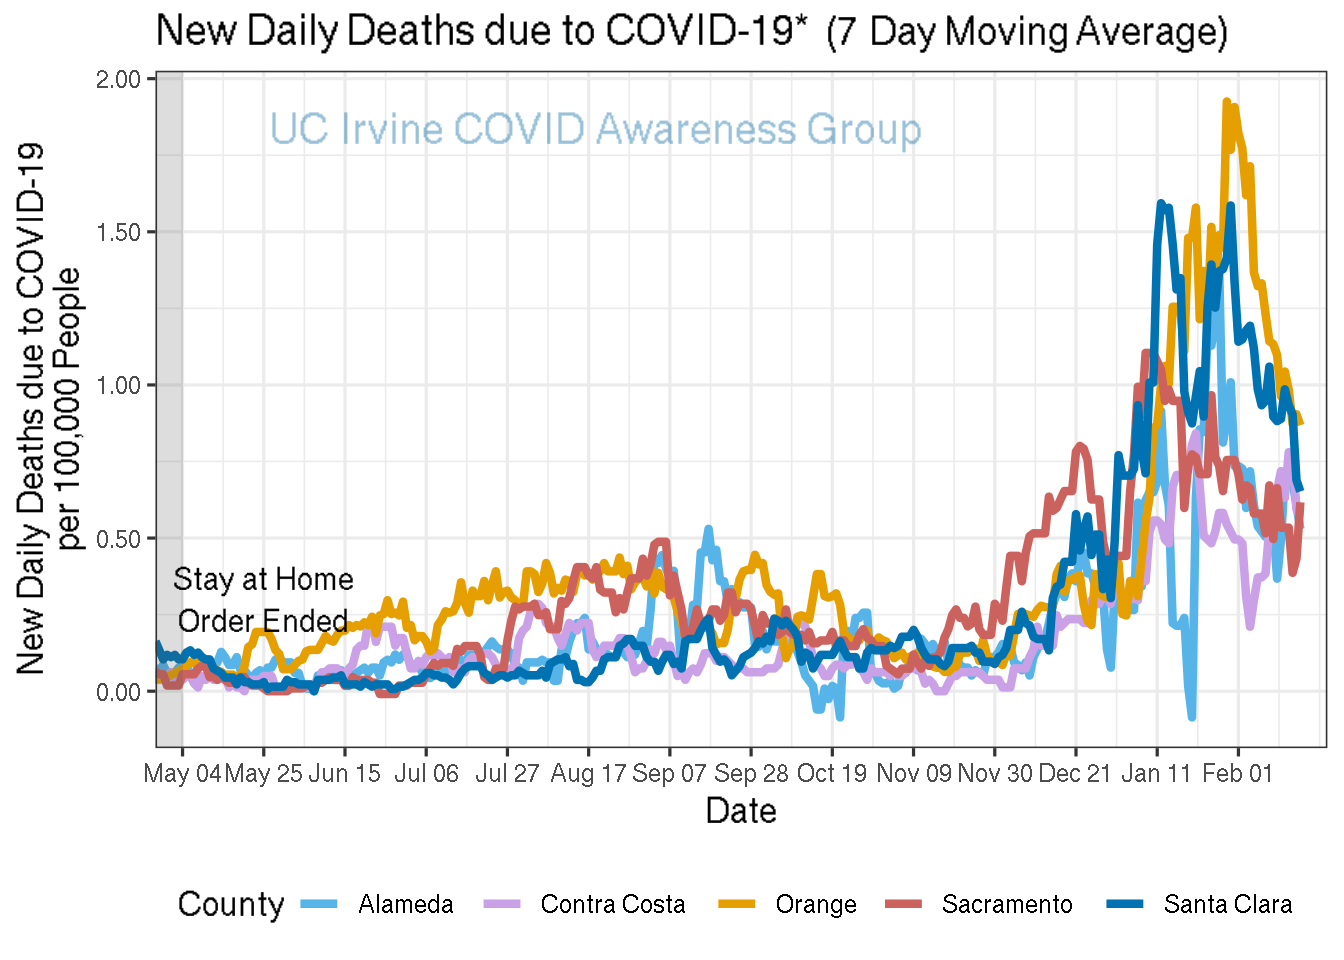 New Daily Deaths due to COVID-19* (7 Day Moving Average)
UC Irvine COVID Awareness Group
New Daily Deaths due to COVID-19
per 100,000 People
2.00
1.50
1.00
0.50
0.00
Stay at Home
Order Ended
May 04 May 25 Jun 15 Jul 06 Jul 27 Aug 17 Sep 07 Sep 28 Oct 19 Nov 09 Nov 30 Dec 21 Jan 11 Feb 01
Date
County Alameda Contra Costa Orange Sacramento Santa Clara